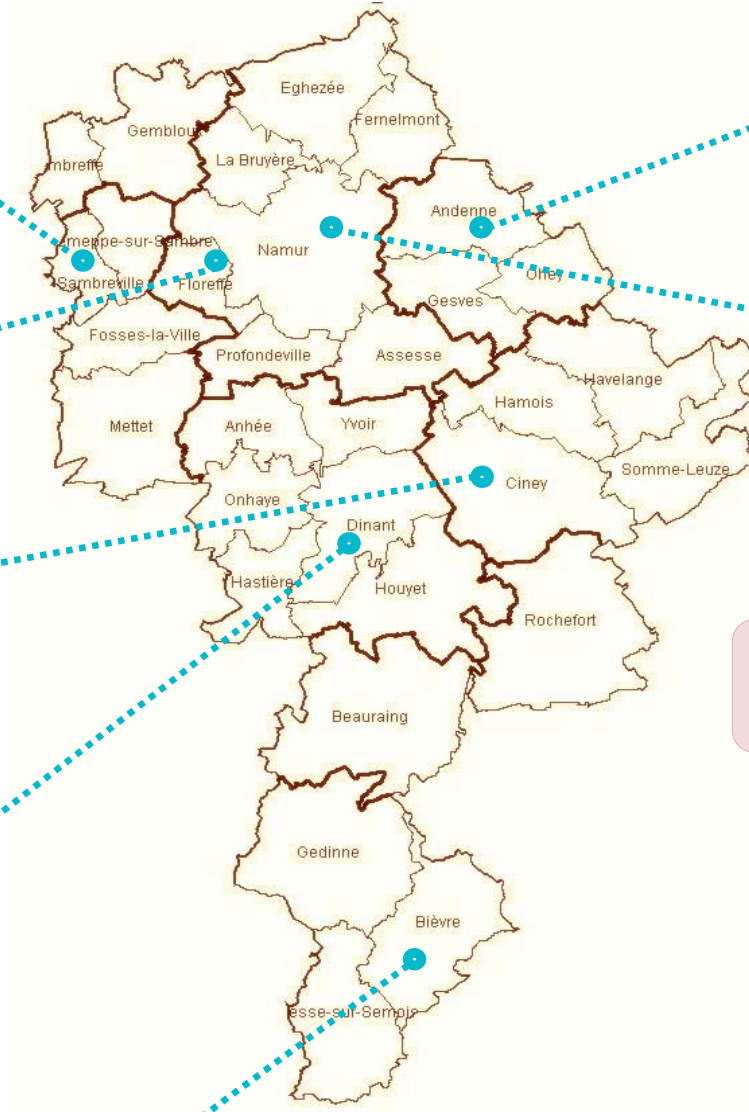 Eghezée
Fernelmont
Gemblou
La Bruyère
mbreffe
Andenne
emeppe-sur-Sambre
Namur
Ohey
Sambreville
Floreffe
Gesves
Fosses-la-Ville
Profondeville
Assesse
Havelange
Hamois
Mettet
Anhée
Yvoir
Somme-Leuze
Ciney
Onhaye
Dinant
Hastière
Houyet
Rochefort
Beauraing
Gedinne
Bièvre
esse-sur-Semois